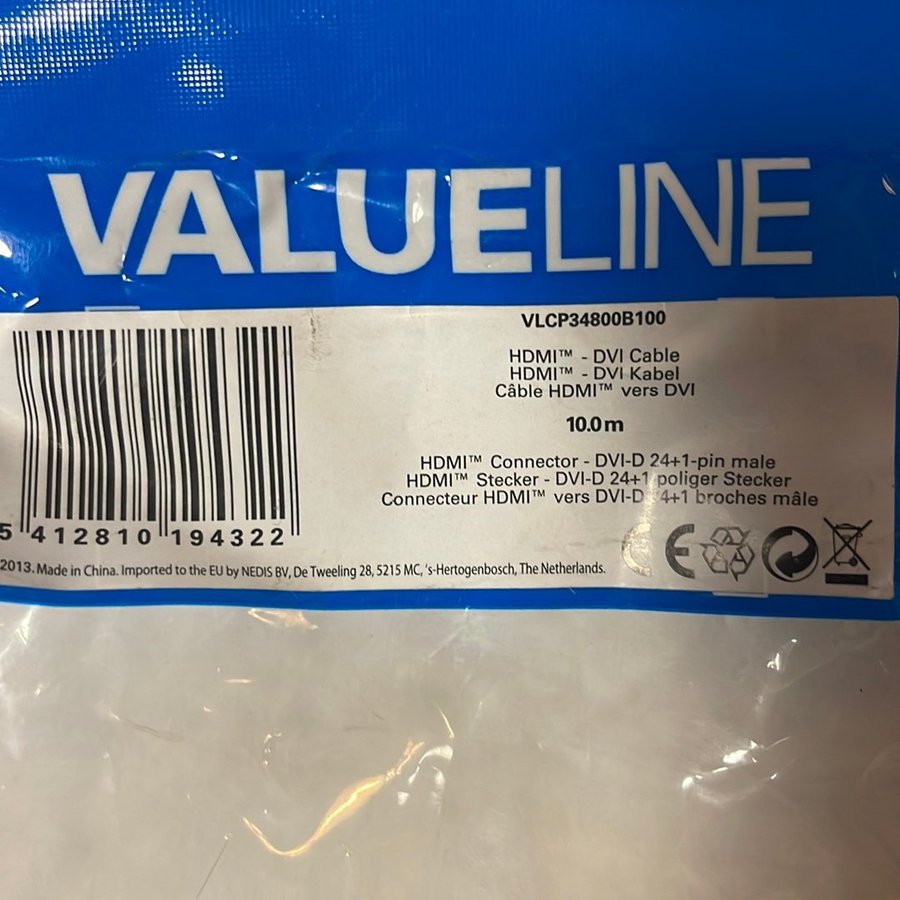 VALUELINE
VLCP34800B100
HDMI™ - DVI Cable
HDMI™ - DVI Kabel
Câble HDMI™ vers DVI
10.0m
HDMI™ Connector - DVI-D 24+1-pin male
HDMI™ Stecker - DVI-D 24+1 poliger Stecker
Connecteur HDMI™ vers DVI-D 24+1 broches mâle
5 412810 194322
CE
2013. Made in China. Imported to the EU by NEDIS BV, De Tweeling 28, 5215 MC, 's-Hertogenbosch, The Netherlands.